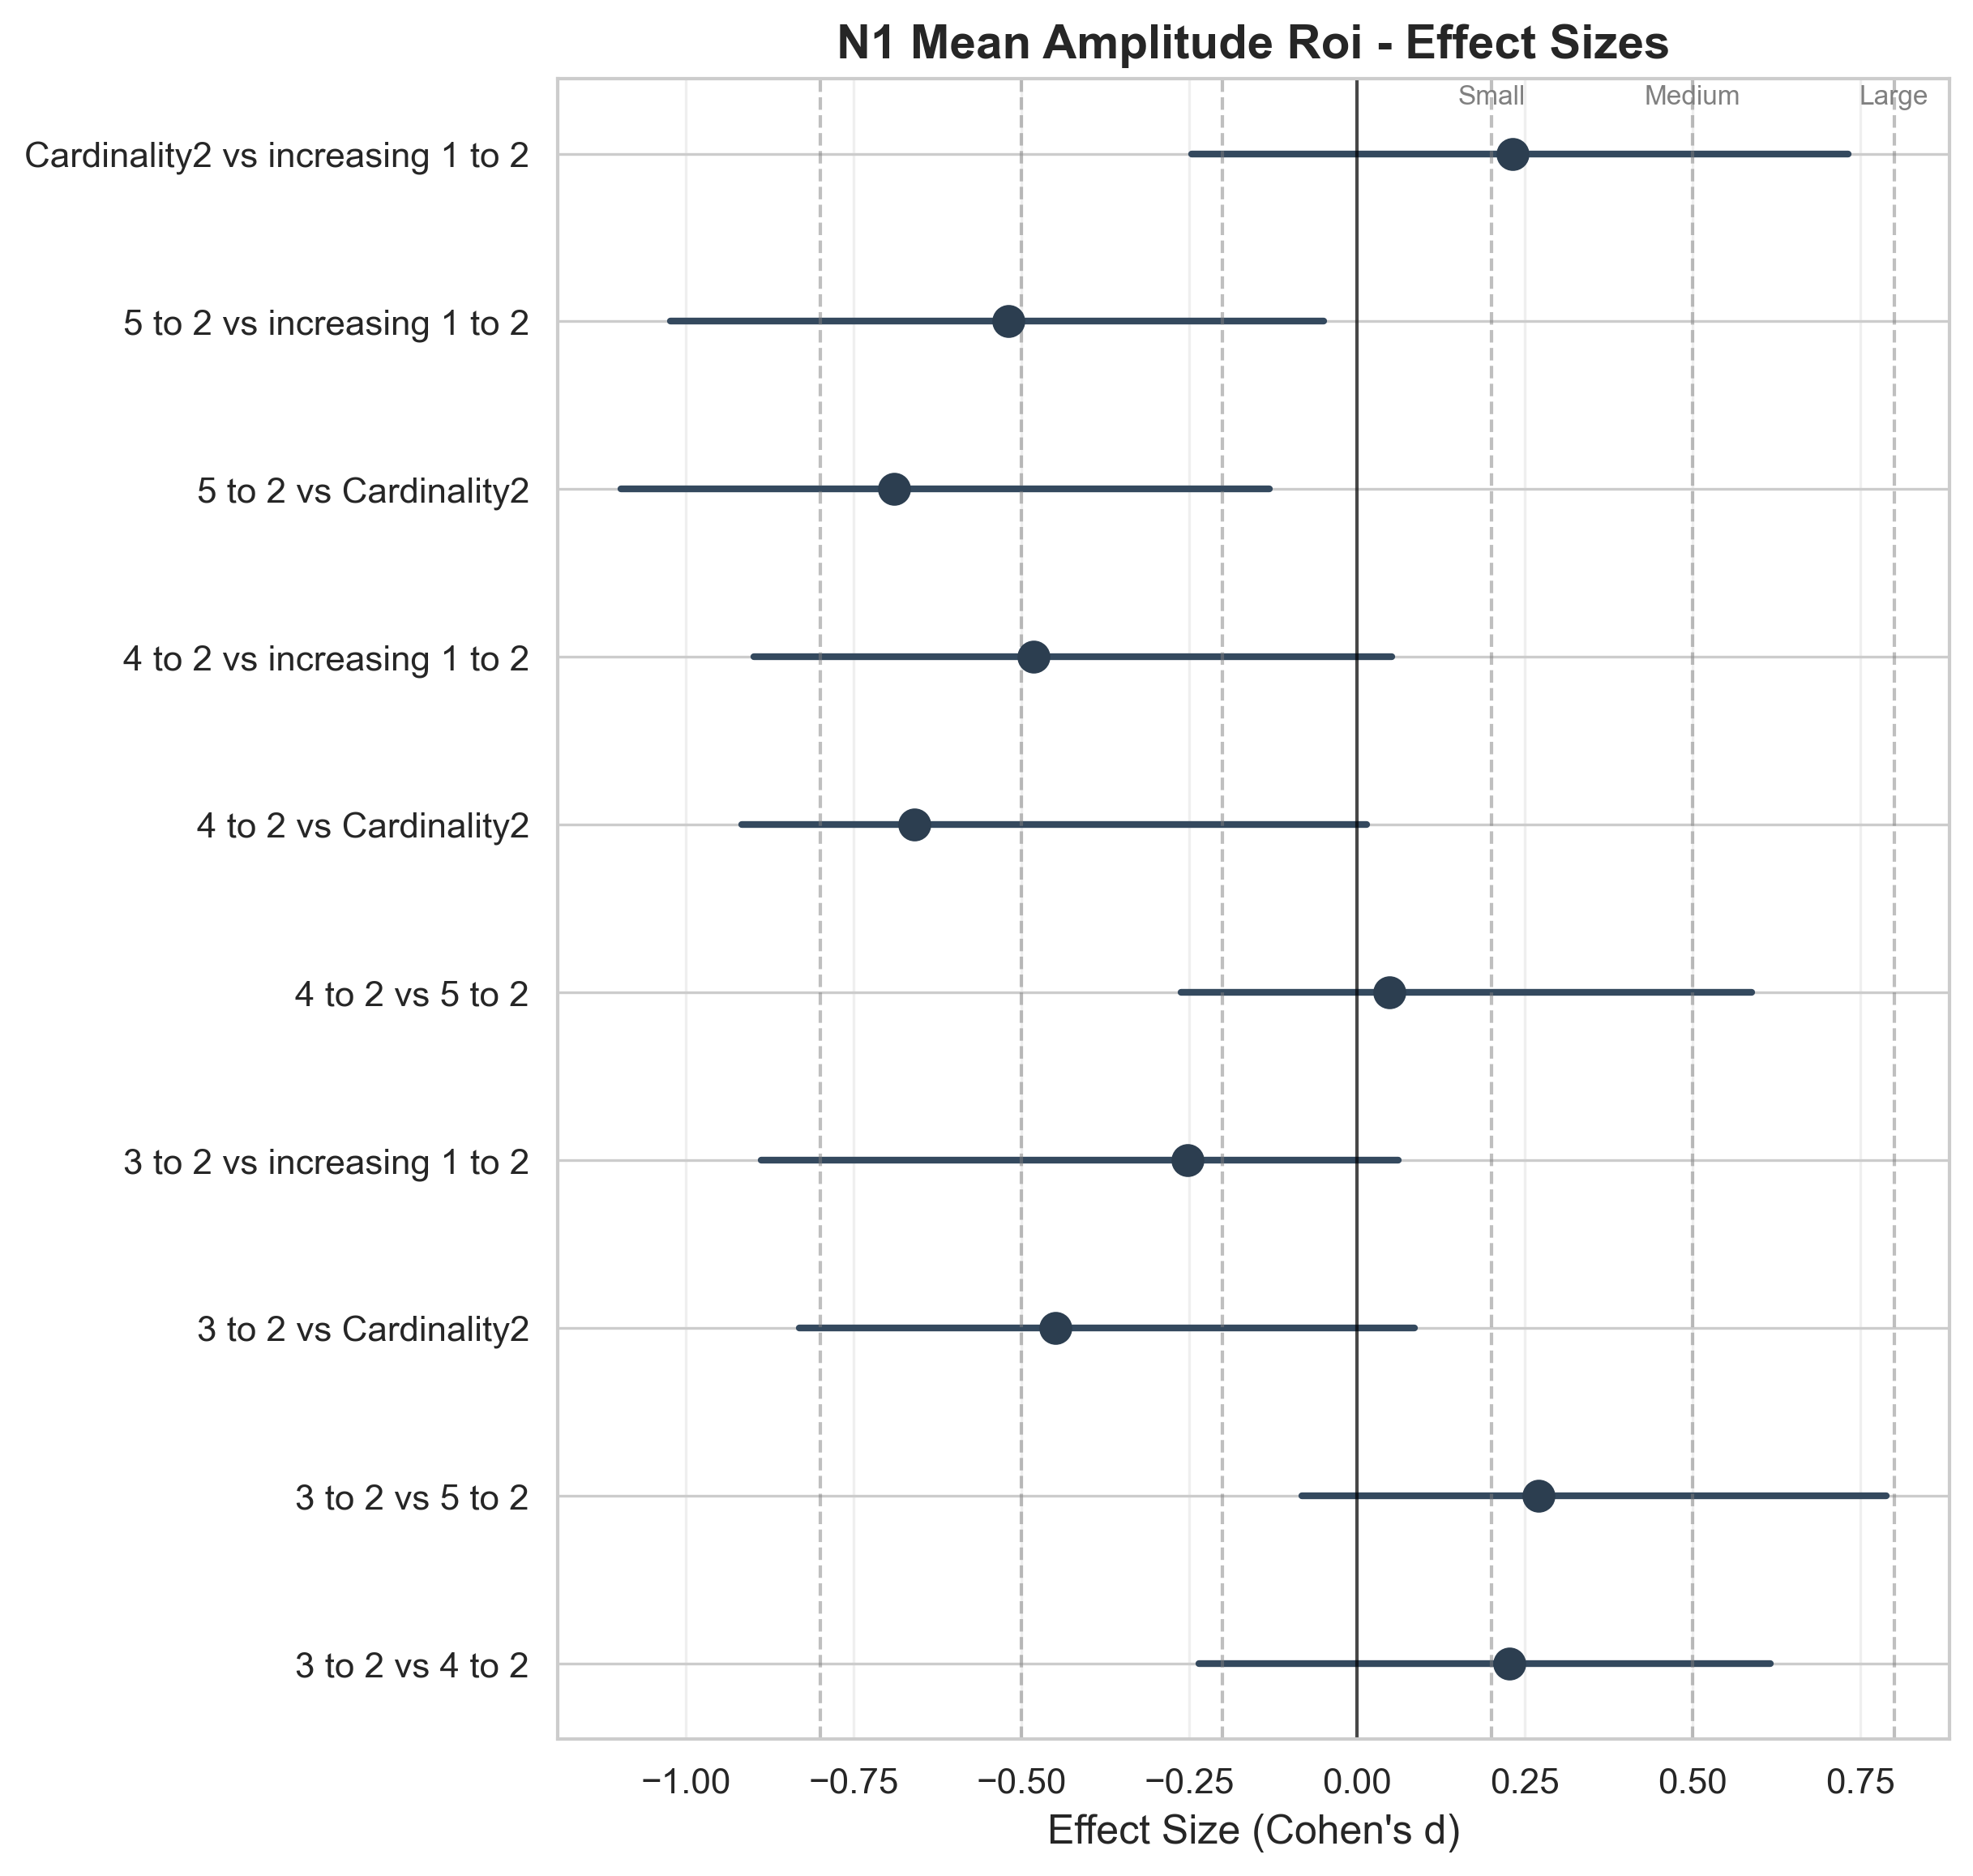 N1 Mean Amplitude Roi - Effect Sizes
Small Medium Large
Cardinality2 vs increasing 1 to 2
5 to 2 vs increasing 1 to 2
5 to 2 vs Cardinality2
4 to 2 vs increasing 1 to 2
4 to 2 vs Cardinality2
4 to 2 vs 5 to 2
3 to 2 vs increasing 1 to 2
3 to 2 vs Cardinality2
3 to 2 vs 5 to 2
3 to 2 vs 4 to 2
−1.00 −0.75 −0.50 −0.25 0.00 0.25 0.50 0.75
Effect Size (Cohen's d)